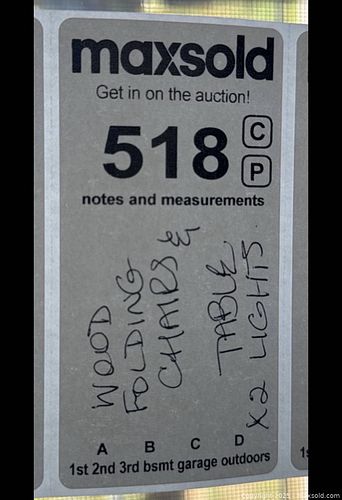 maxsold
Get in on the auction!
518
C
P
notes and measurements
WOOD
FOLDING
CHAIRS &
TABLE
X2 LIGHTS
A B C D
1st 2nd 3rd bsmt garage outdoors
1s